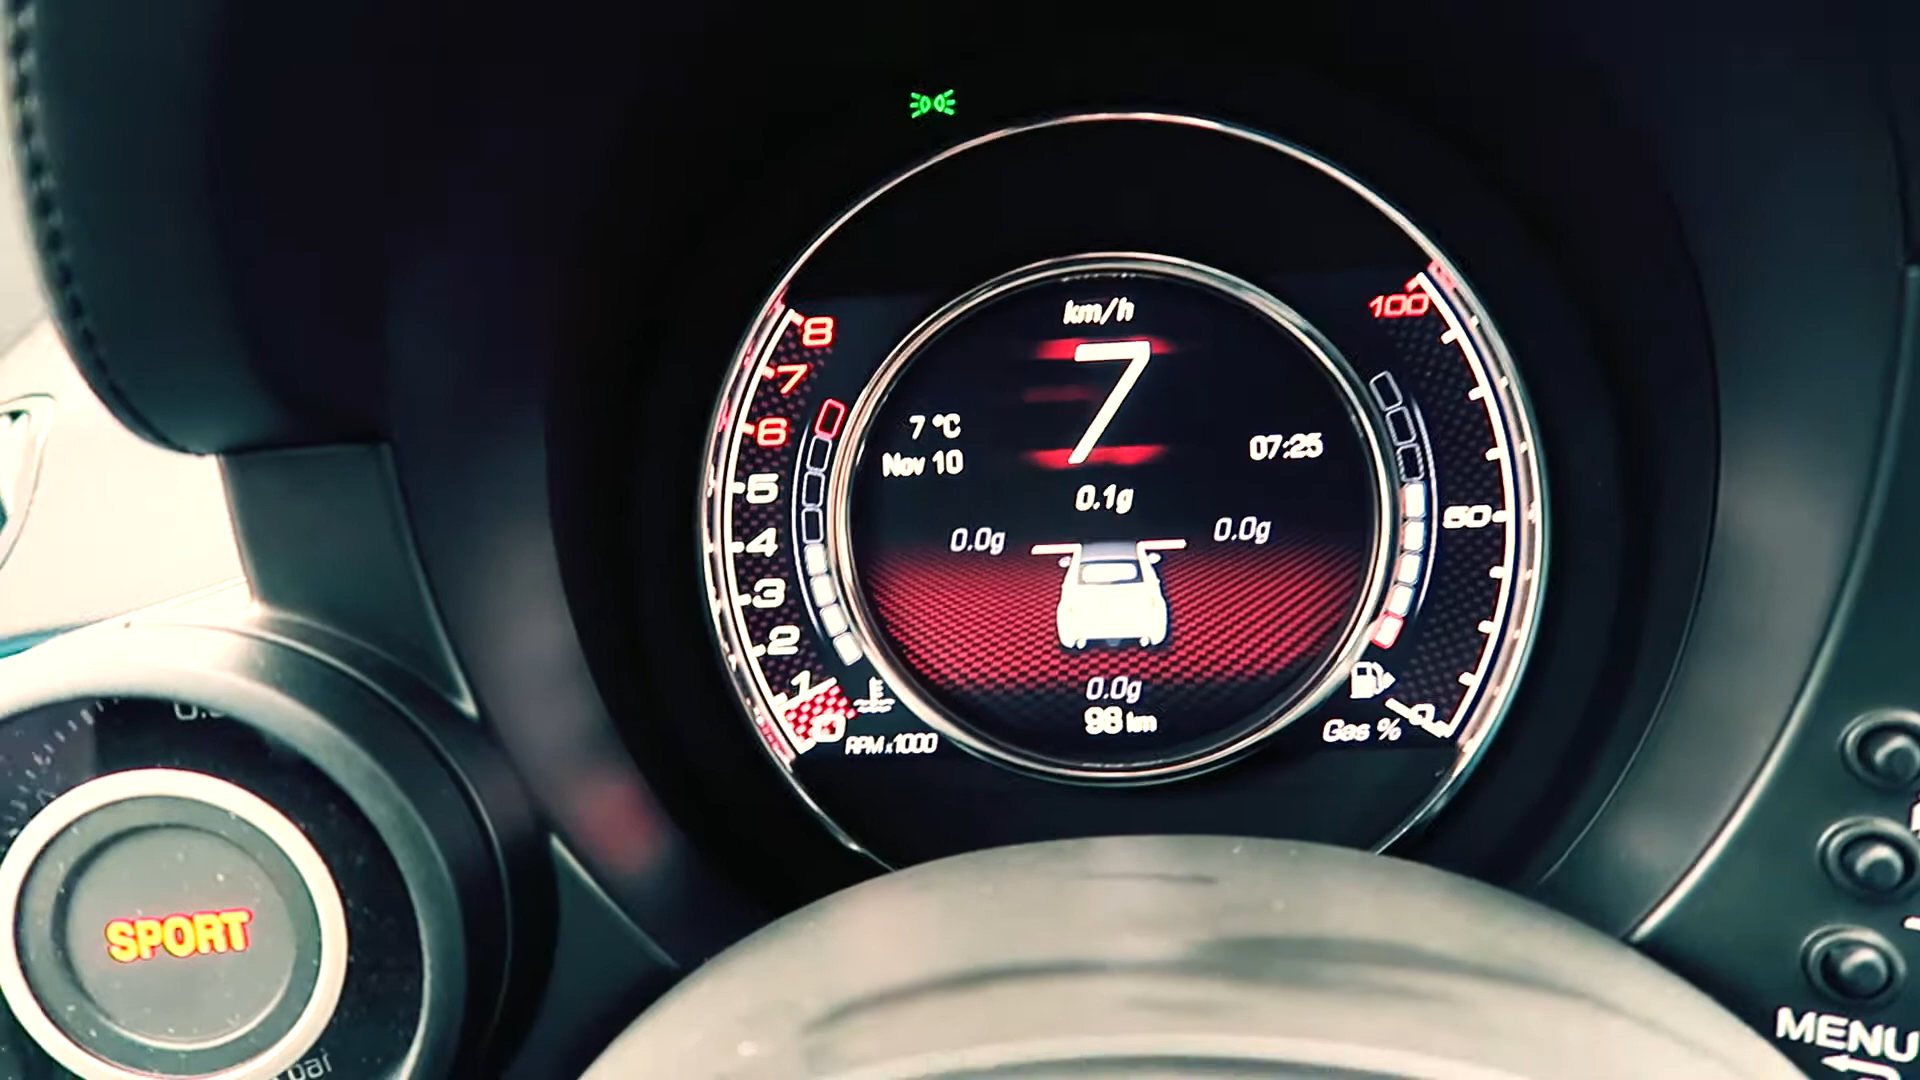 km/h
7
7 °C
Nov 10
07:25
0.1g
0.0g
0.0g
0.0g
98 km
8
7
6
5
4
3
2
1
0
RPM x1000
100
50
0
Gas %
SPORT
bar
MENU